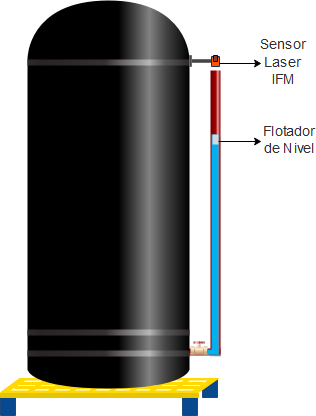 Sensor
Laser
IFM
Flotador
de Nivel